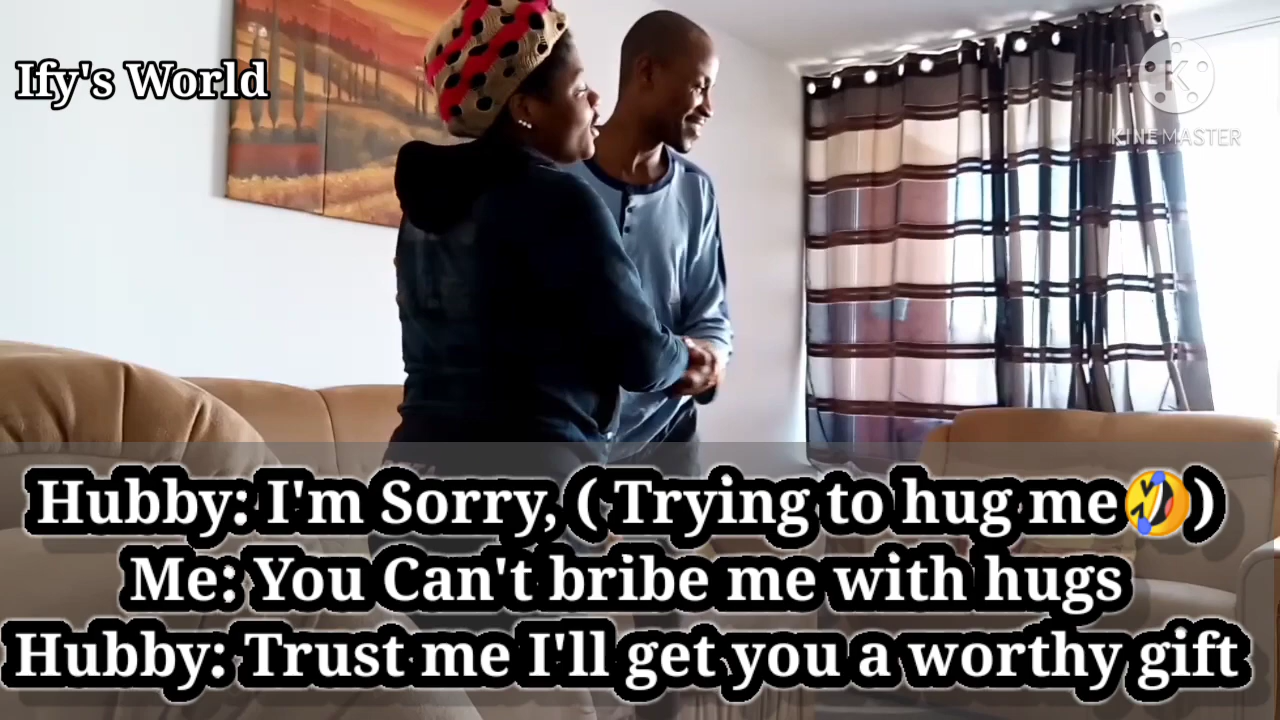 Ify's World
KINEMASTER
Hubby: I'm Sorry, ( Trying to hug me🤣)
Me: You Can't bribe me with hugs
Hubby: Trust me I'll get you a worthy gift